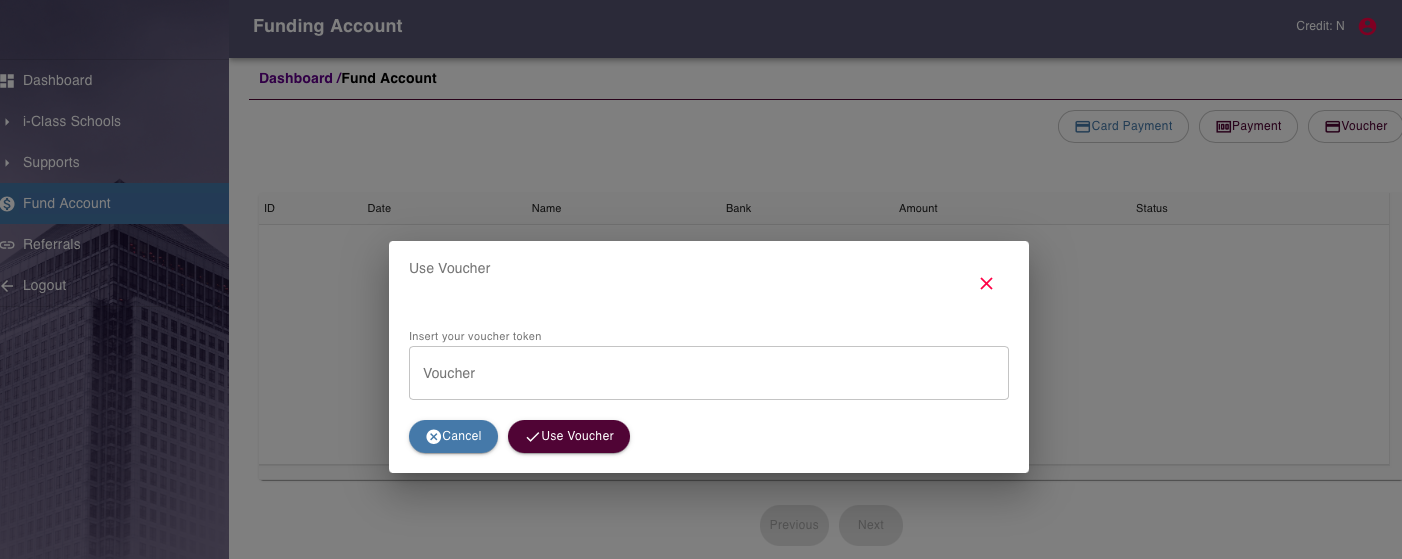 Funding Account
Credit: N
Dashboard
i-Class Schools
Supports
Fund Account
Referrals
Logout
Dashboard /Fund Account
Card Payment
Payment
Voucher
ID Date Name Bank Amount Status
Use Voucher
Insert your voucher token
Voucher
Cancel
Use Voucher
Previous
Next